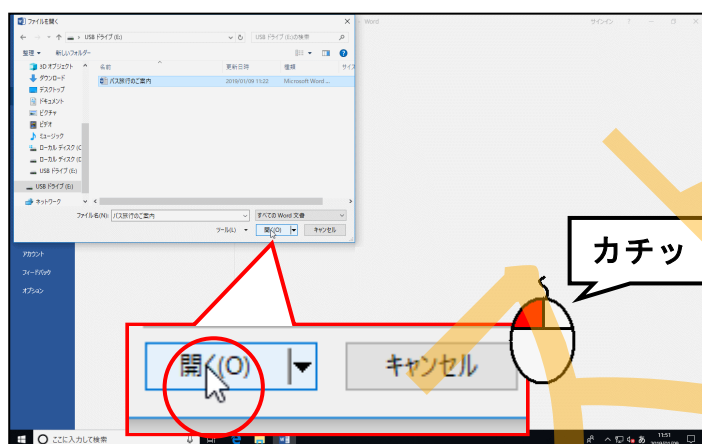 ファイルを開く
Word
サインイン ?
USB ドライブ (E:)
USB ドライブ (E:)の検索
整理 新しいフォルダー
3D オブジェクト
ダウンロード
デスクトップ
ドキュメント
ピクチャ
ビデオ
ミュージック
ローカル ディスク (C
ローカル ディスク (D
USB ドライブ (E:)
USB ドライブ (E:)
ネットワーク
名前 更新日時 種類 サイズ
バス旅行のご案内 2019/01/09 11:22 Microsoft Word ...
ファイル名(N): バス旅行のご案内 すべての Word 文書
ツール(L) 開く(O) キャンセル
アカウント
フィードバック
オプション
カチッ
開く(O) キャンセル
ここに入力して検索
あ 11:51